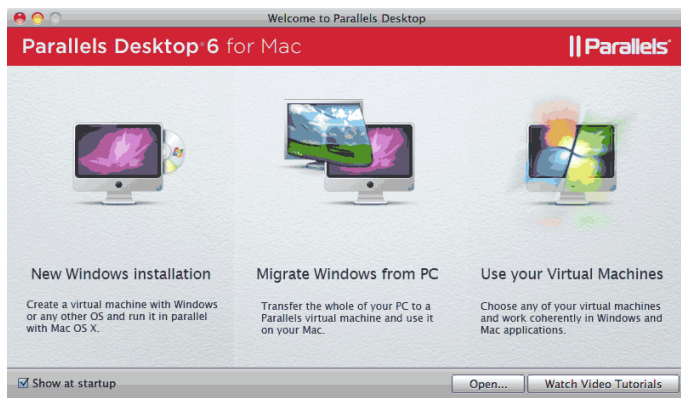 Welcome to Parallels Desktop
Parallels Desktop® 6 for Mac
|| Parallels®
New Windows installation
Create a virtual machine with Windows
or any other OS and run it in parallel
with Mac OS X.
Migrate Windows from PC
Transfer the whole of your PC to a
Parallels virtual machine and use it
on your Mac.
Use your Virtual Machines
Choose any of your virtual machines
and work coherently in Windows and
Mac applications.
Show at startup
Open...
Watch Video Tutorials